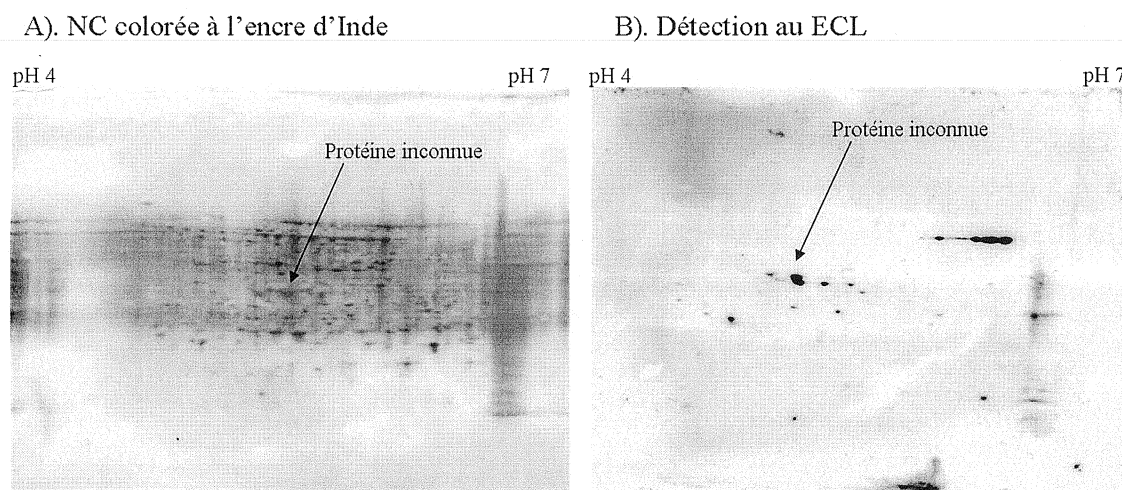 A). NC colorée à l'encre d'Inde
B). Détection au ECL
pH 4
pH 7
pH 4
pH 7
Protéine inconnue
Protéine inconnue